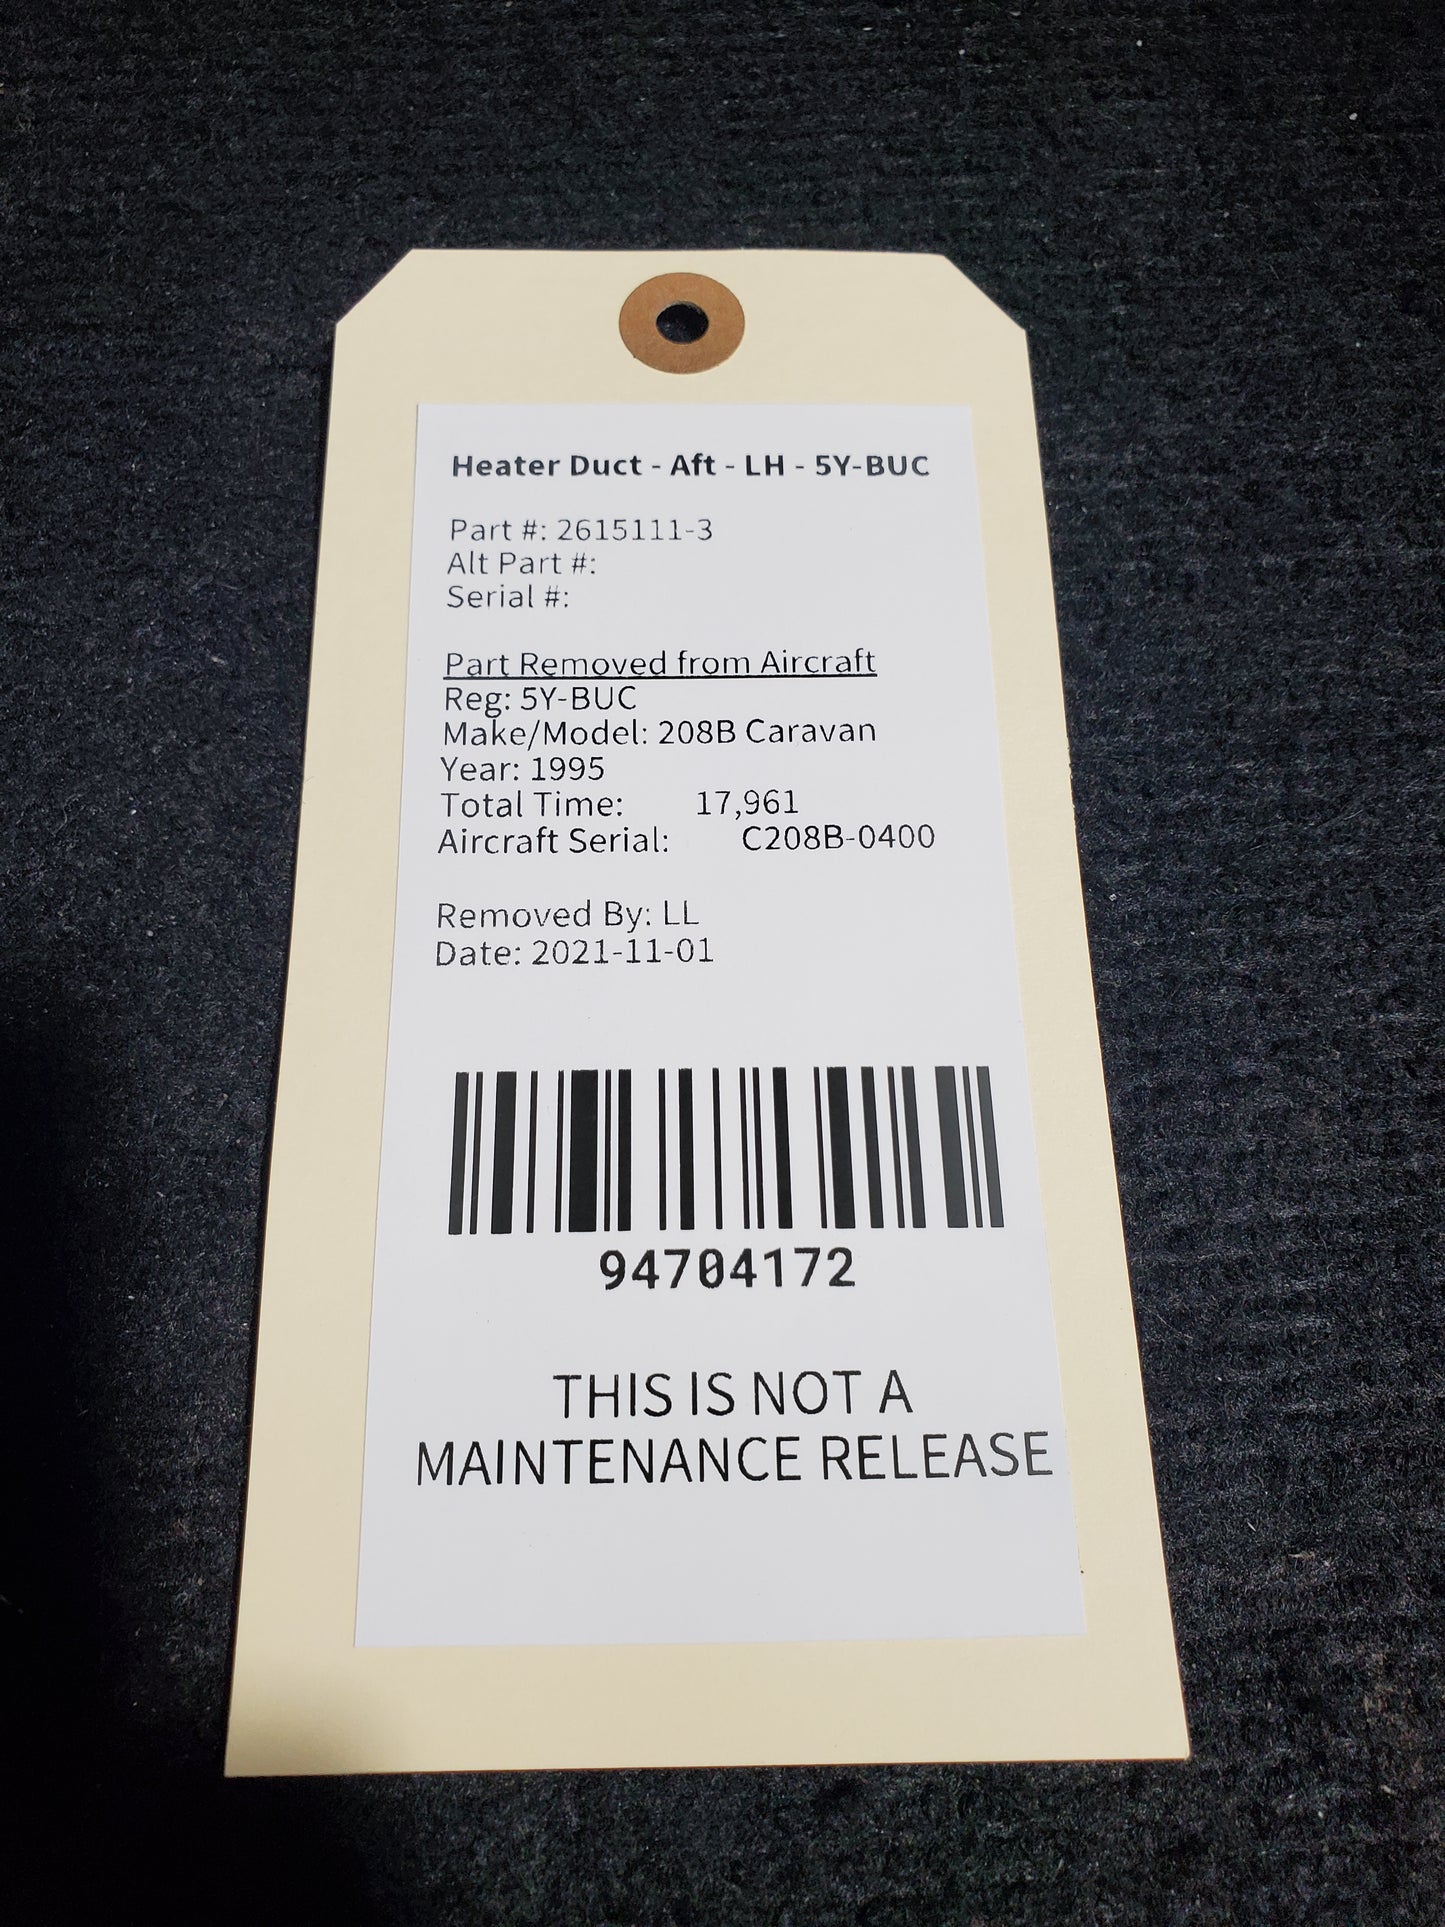 Heater Duct - Aft - LH - 5Y-BUC
Part #: 2615111-3
Alt Part #:
Serial #:
Part Removed from Aircraft
Reg: 5Y-BUC
Make/Model: 208B Caravan
Year: 1995
Total Time: 17,961
Aircraft Serial: C208B-0400
Removed By: LL
Date: 2021-11-01
94704172
THIS IS NOT A
MAINTENANCE RELEASE